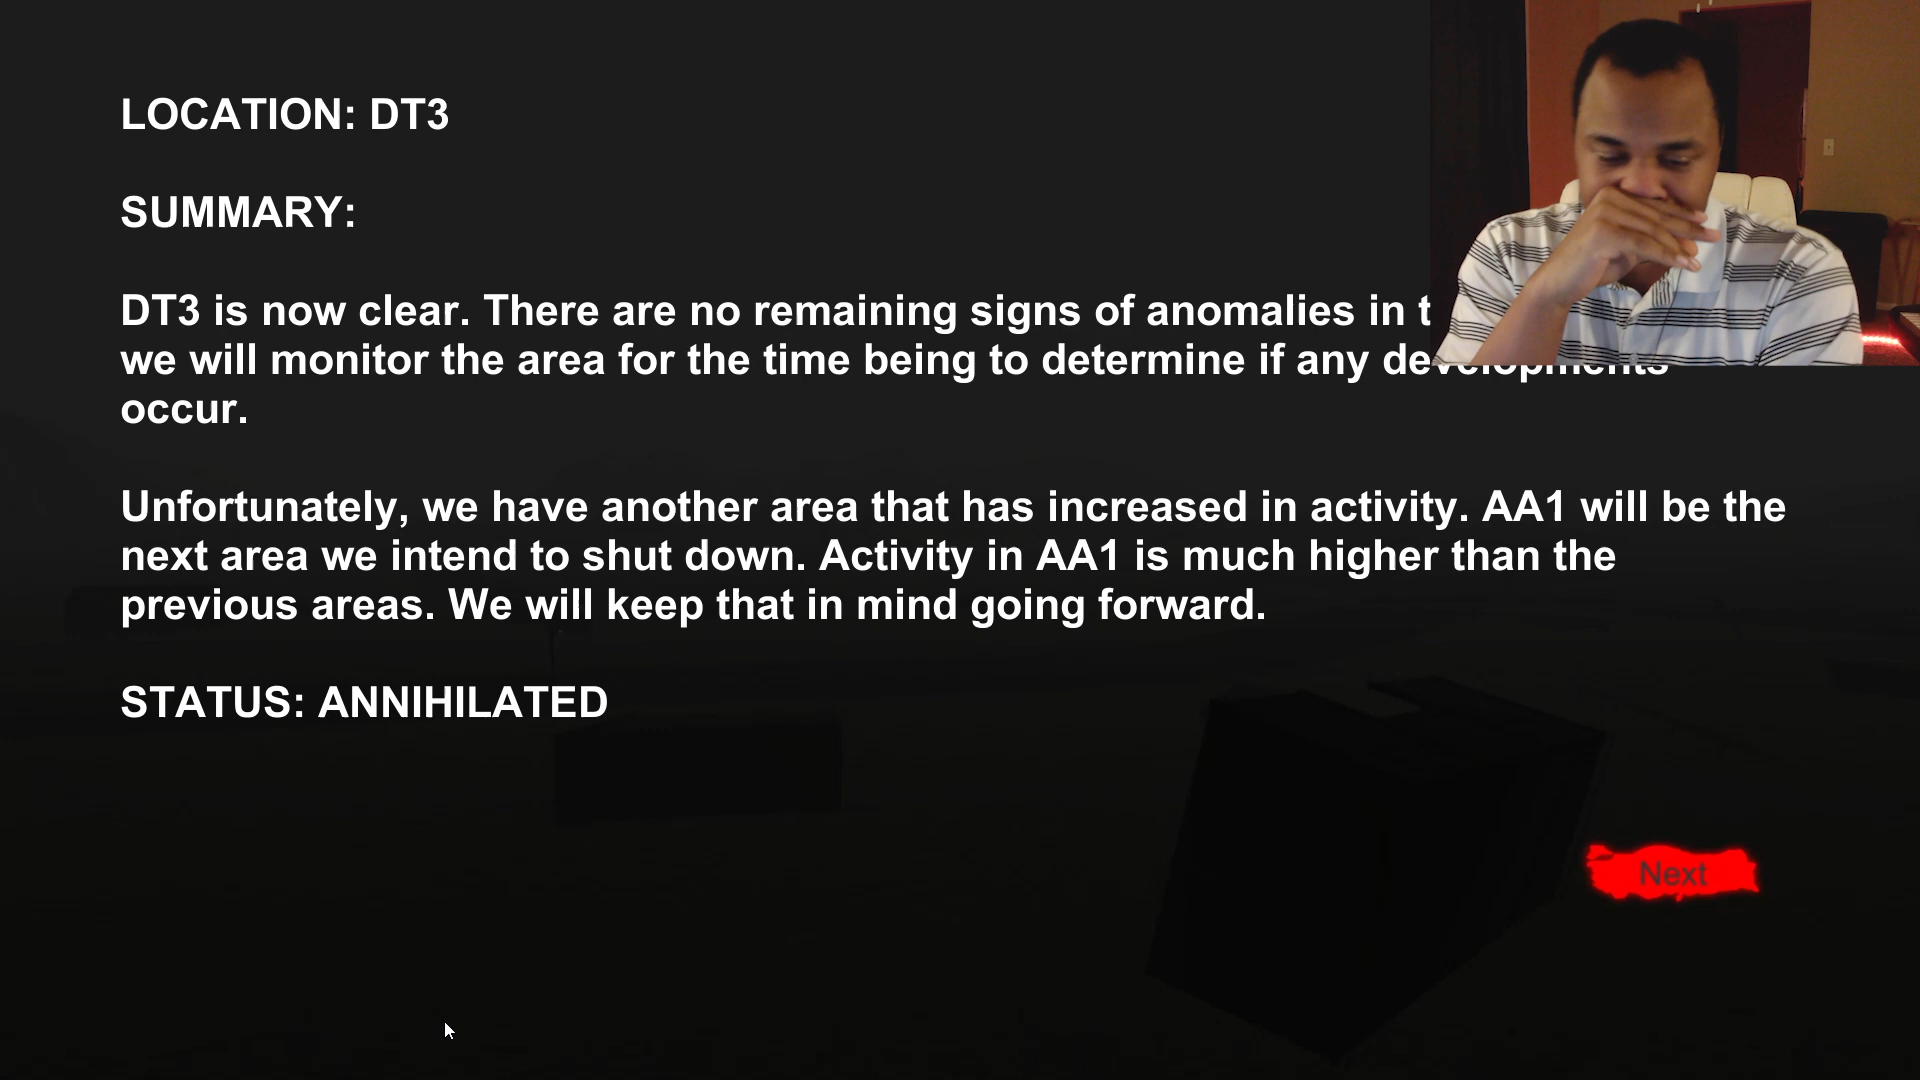 LOCATION: DT3
SUMMARY:
DT3 is now clear. There are no remaining signs of anomalies in
we will monitor the area for the time being to determine if any developments
occur.
Unfortunately, we have another area that has increased in activity. AA1 will be the
next area we intend to shut down. Activity in AA1 is much higher than the
previous areas. We will keep that in mind going forward.
STATUS: ANNIHILATED
Next